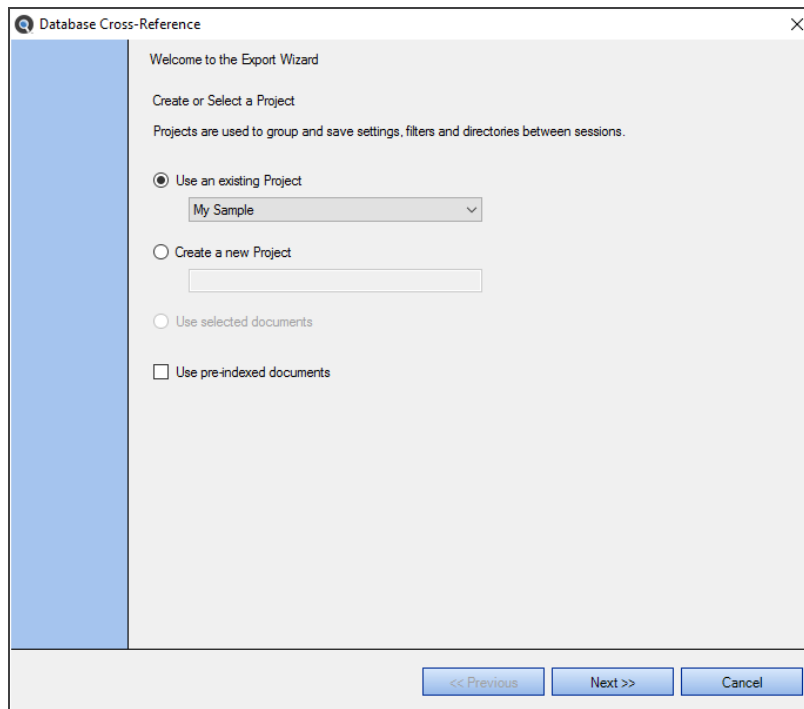 Database Cross-Reference
Welcome to the Export Wizard
Create or Select a Project
Projects are used to group and save settings, filters and directories between sessions.
Use an existing Project
My Sample
Create a new Project
Use selected documents
Use pre-indexed documents
<< Previous
Next >>
Cancel